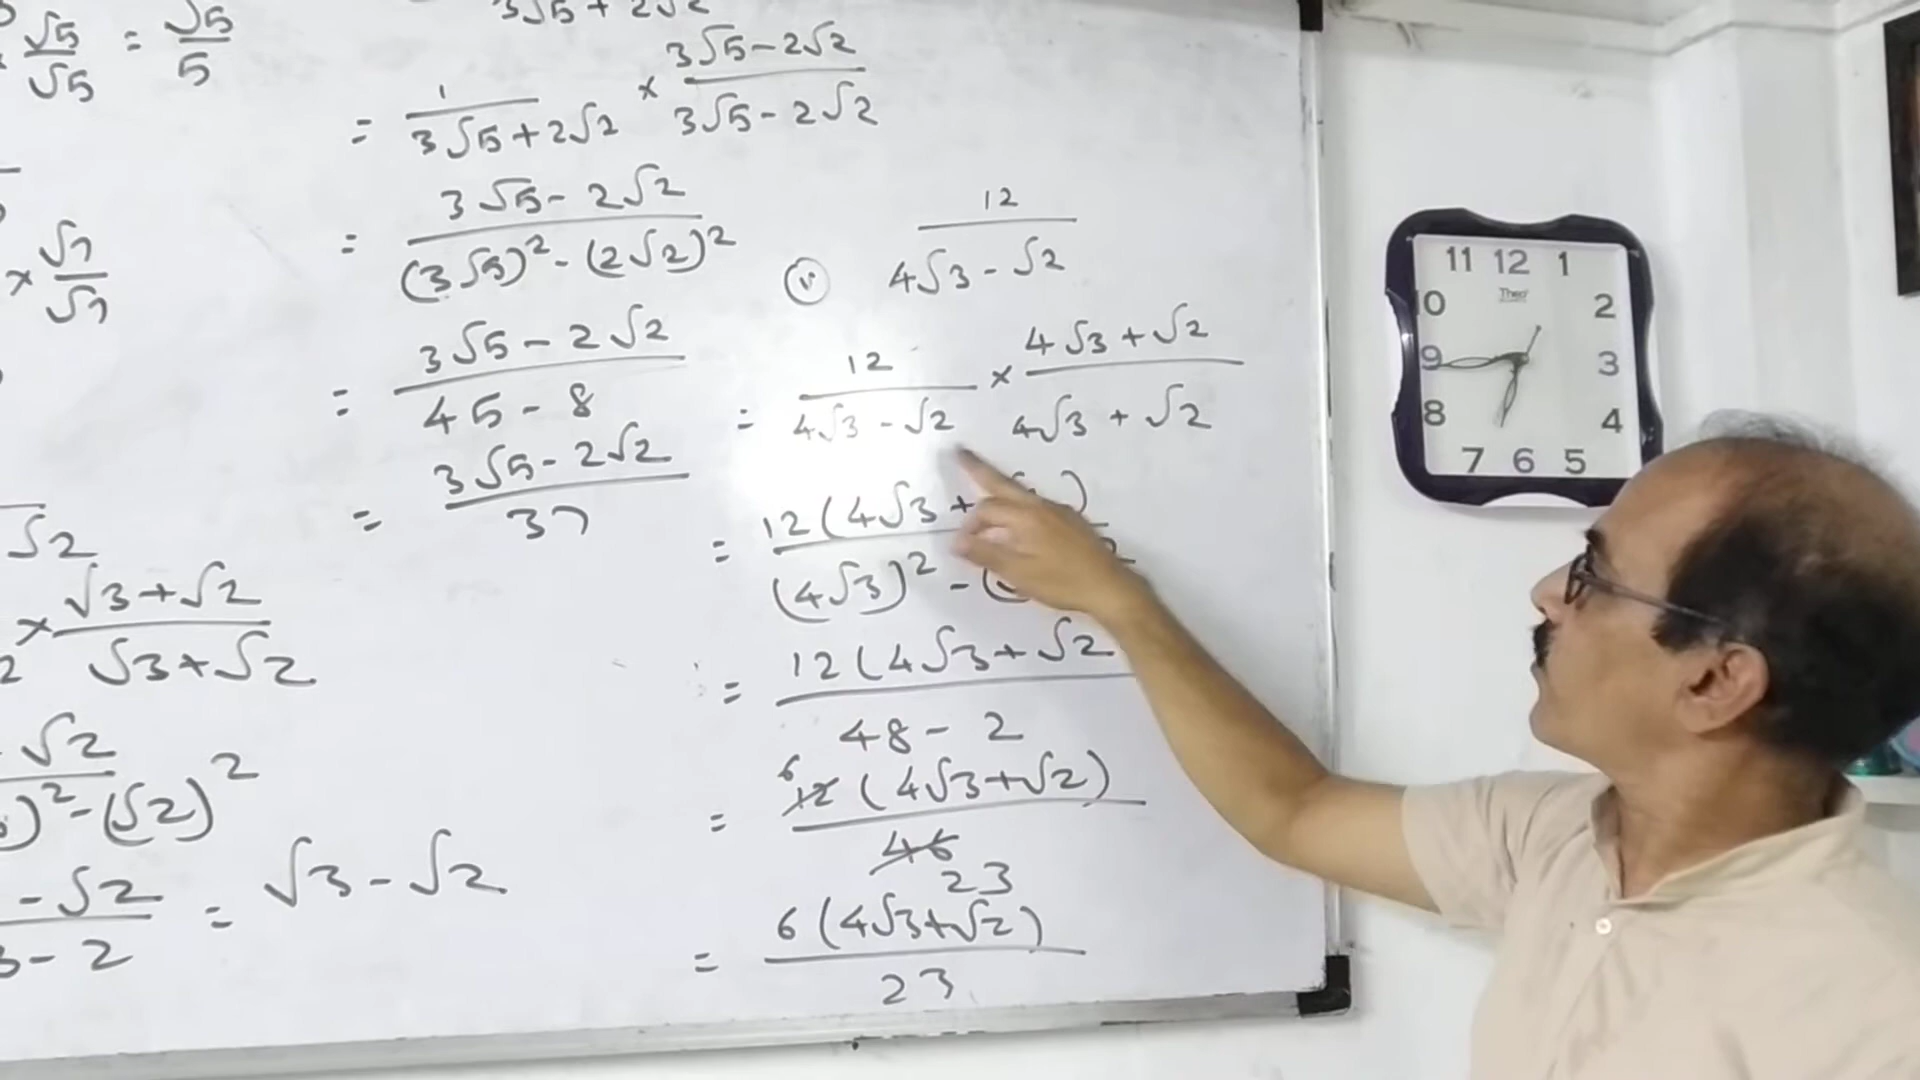 √5/√5 = √5/5
× √7/√7
√2
× (√3+√2)/(√3+√2)
√2
)² - (√2)²
-√2/3-2 = √3-√2
3√5+2√2
= 1/(3√5+2√2) × (3√5-2√2)/(3√5-2√2)
= (3√5-2√2)/((3√5)²-(2√2)²)
= (3√5-2√2)/(45-8)
= (3√5-2√2)/37
(v) 12/(4√3-√2)
= 12/(4√3-√2) × (4√3+√2)/(4√3+√2)
= 12(4√3+ )/((4√3)²-(
= 12(4√3+√2/(48-2
= 6 12(4√3+√2)/46 23
= 6(4√3+√2)/23
11 12 1
10 Theo 2
9 3
8 4
7 6 5